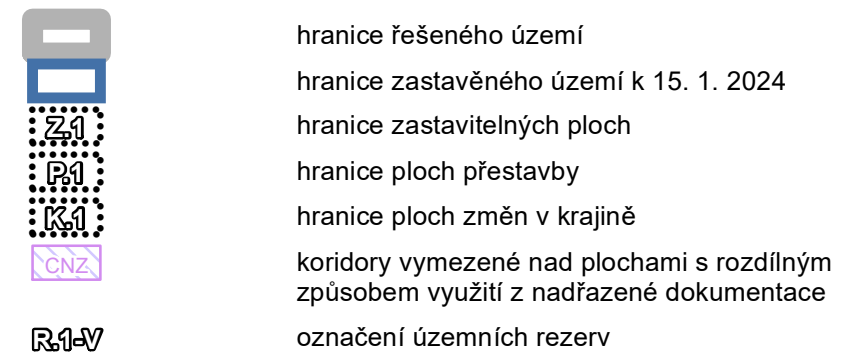 hranice řešeného území
hranice zastavěného území k 15. 1. 2024
Z.1 hranice zastavitelných ploch
P.1 hranice ploch přestavby
K.1 hranice ploch změn v krajině
CNZ koridory vymezené nad plochami s rozdílným
způsobem využití z nadřazené dokumentace
R.1-V označení územních rezerv